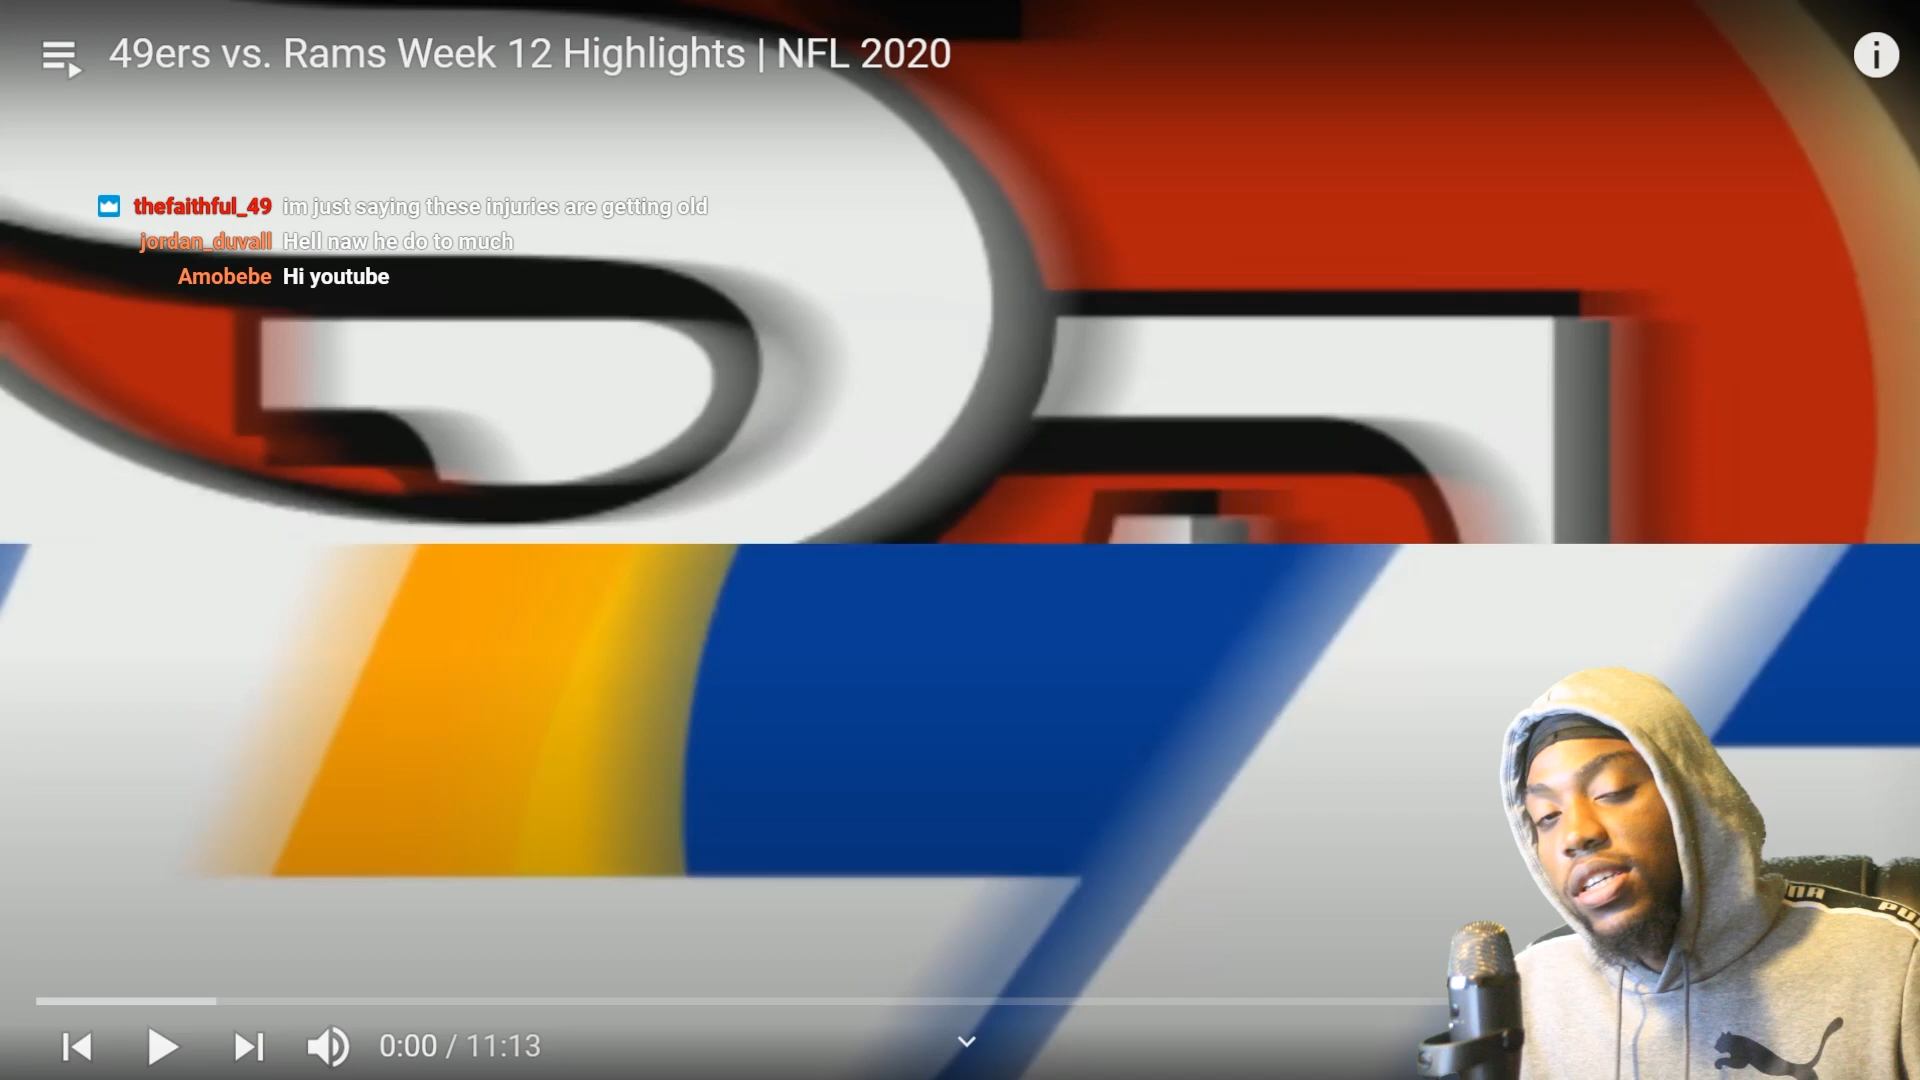 49ers vs. Rams Week 12 Highlights | NFL 2020
thefaithful_49 im just saying these injuries are getting old
jordan_duvall Hell naw he do to much
Amobebe Hi youtube
0:00 / 11:13